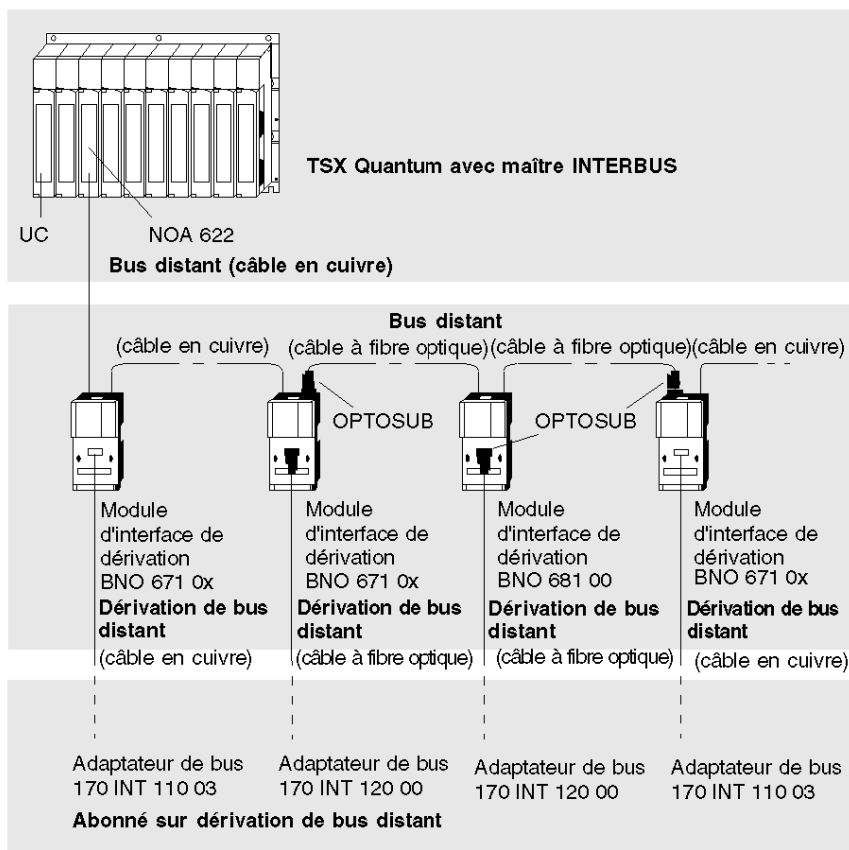 TSX Quantum avec maître INTERBUS
UC
NOA 622
Bus distant (câble en cuivre)
Bus distant
(câble en cuivre)
(câble à fibre optique)
(câble à fibre optique)
(câble en cuivre)
OPTOSUB
OPTOSUB
Module
d'interface de
dérivation
BNO 671 0x
Dérivation de bus
distant
(câble en cuivre)
Module
d'interface de
dérivation
BNO 671 0x
Dérivation de bus
distant
(câble à fibre optique)
Module
d'interface de
dérivation
BNO 681 00
Dérivation de bus
distant
(câble à fibre optique)
Module
d'interface de
dérivation
BNO 671 0x
Dérivation de bus
distant
(câble en cuivre)
Adaptateur de bus
170 INT 110 03
Adaptateur de bus
170 INT 120 00
Adaptateur de bus
170 INT 120 00
Adaptateur de bus
170 INT 110 03
Abonné sur dérivation de bus distant